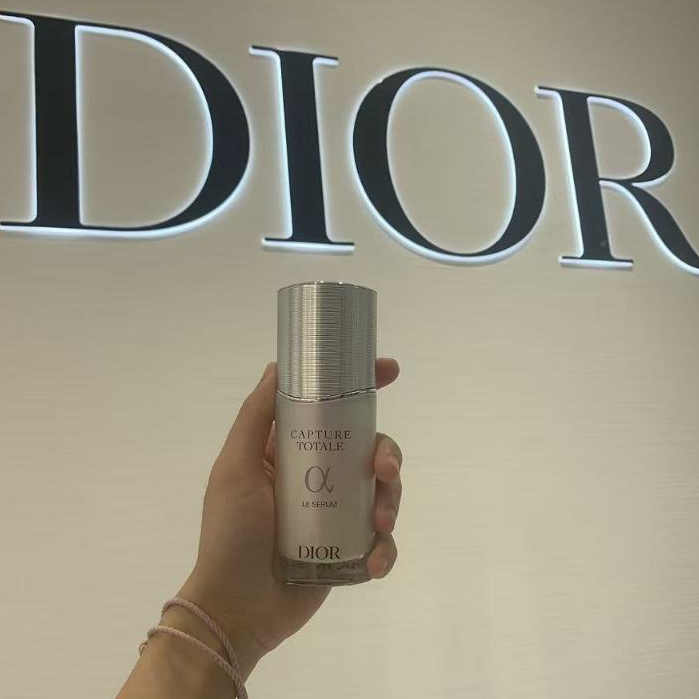 DIOR
CAPTURE
TOTALE
α
LE SERUM
DIOR